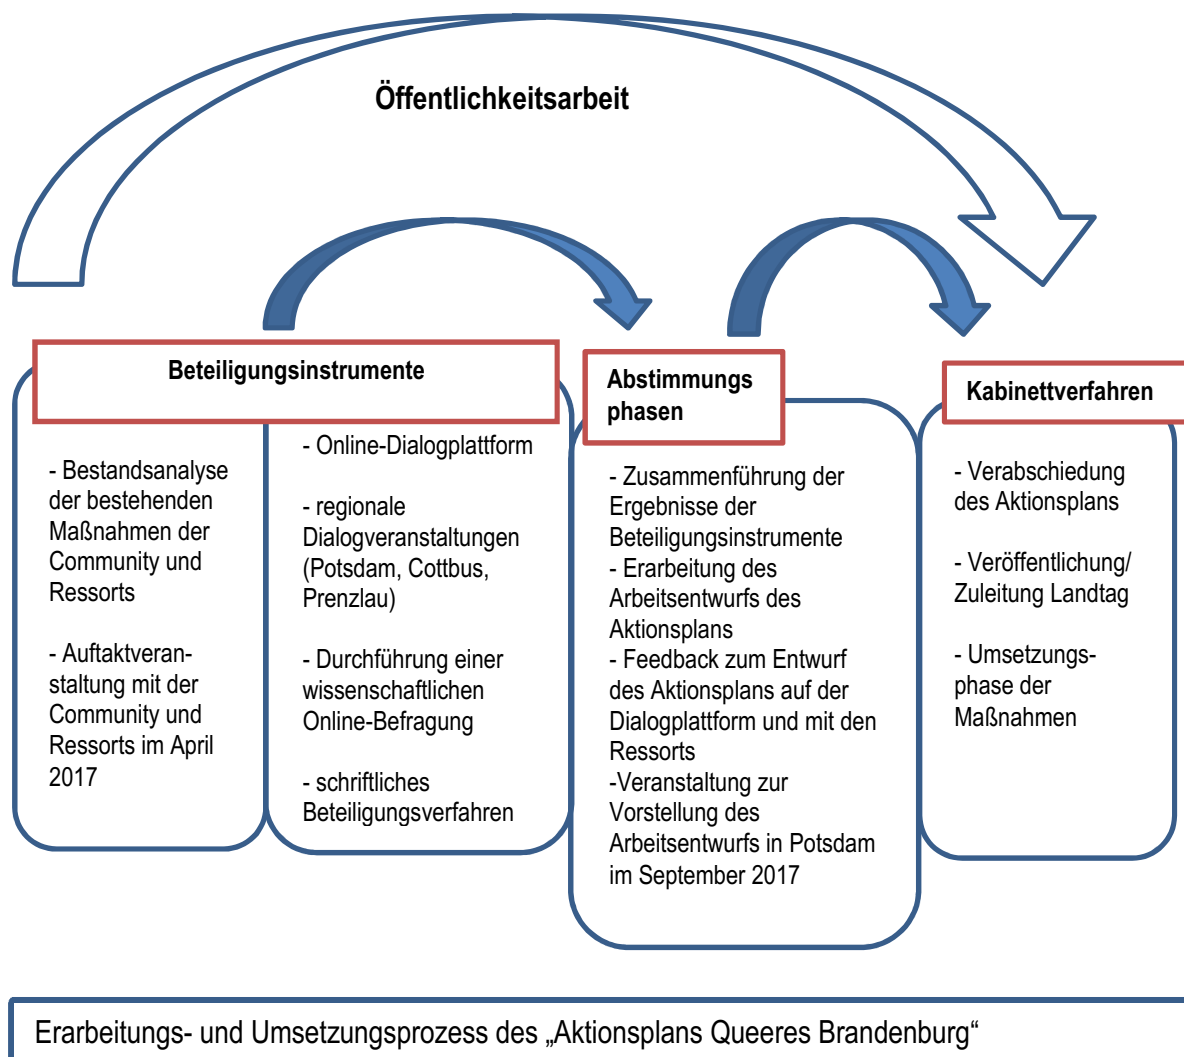 Öffentlichkeitsarbeit
Beteiligungsinstrumente
- Bestandsanalyse
der bestehenden
Maßnahmen der
Community und
Ressorts
- Auftaktveran-
staltung mit der
Community und
Ressorts im April
2017
- Online-Dialogplattform
- regionale
Dialogveranstaltungen
(Potsdam, Cottbus,
Prenzlau)
- Durchführung einer
wissenschaftlichen
Online-Befragung
- schriftliches
Beteiligungsverfahren
Abstimmungs
phasen
- Zusammenführung der
Ergebnisse der
Beteiligungsinstrumente
- Erarbeitung des
Arbeitsentwurfs des
Aktionsplans
- Feedback zum Entwurf
des Aktionsplans auf der
Dialogplattform und mit den
Ressorts
-Veranstaltung zur
Vorstellung des
Arbeitsentwurfs in Potsdam
im September 2017
Kabinettverfahren
- Verabschiedung
des Aktionsplans
- Veröffentlichung/
Zuleitung Landtag
- Umsetzungs-
phase der
Maßnahmen
Erarbeitungs- und Umsetzungsprozess des „Aktionsplans Queeres Brandenburg“